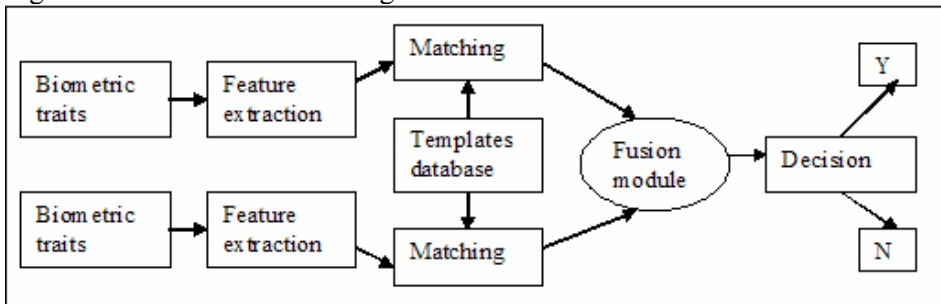 Matching
Y
Biometric
traits
Feature
extraction
Templates
database
Fusion
module
Decision
Biometric
traits
Feature
extraction
Matching
N